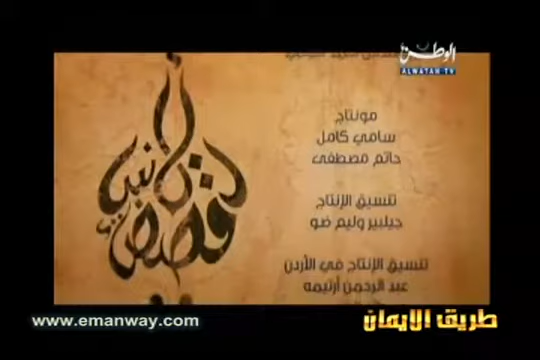 الوطن
ALWATAN TV
مونتاج
سامي كامل
حاتم مصطفى
تنسيق الإنتاج
جيلبير وليم ضو
تنسيق الإنتاج في الأردن
عبد الرحمن أرتيمه
قصص الأنبياء
www.emanway.com
طريق الايمان